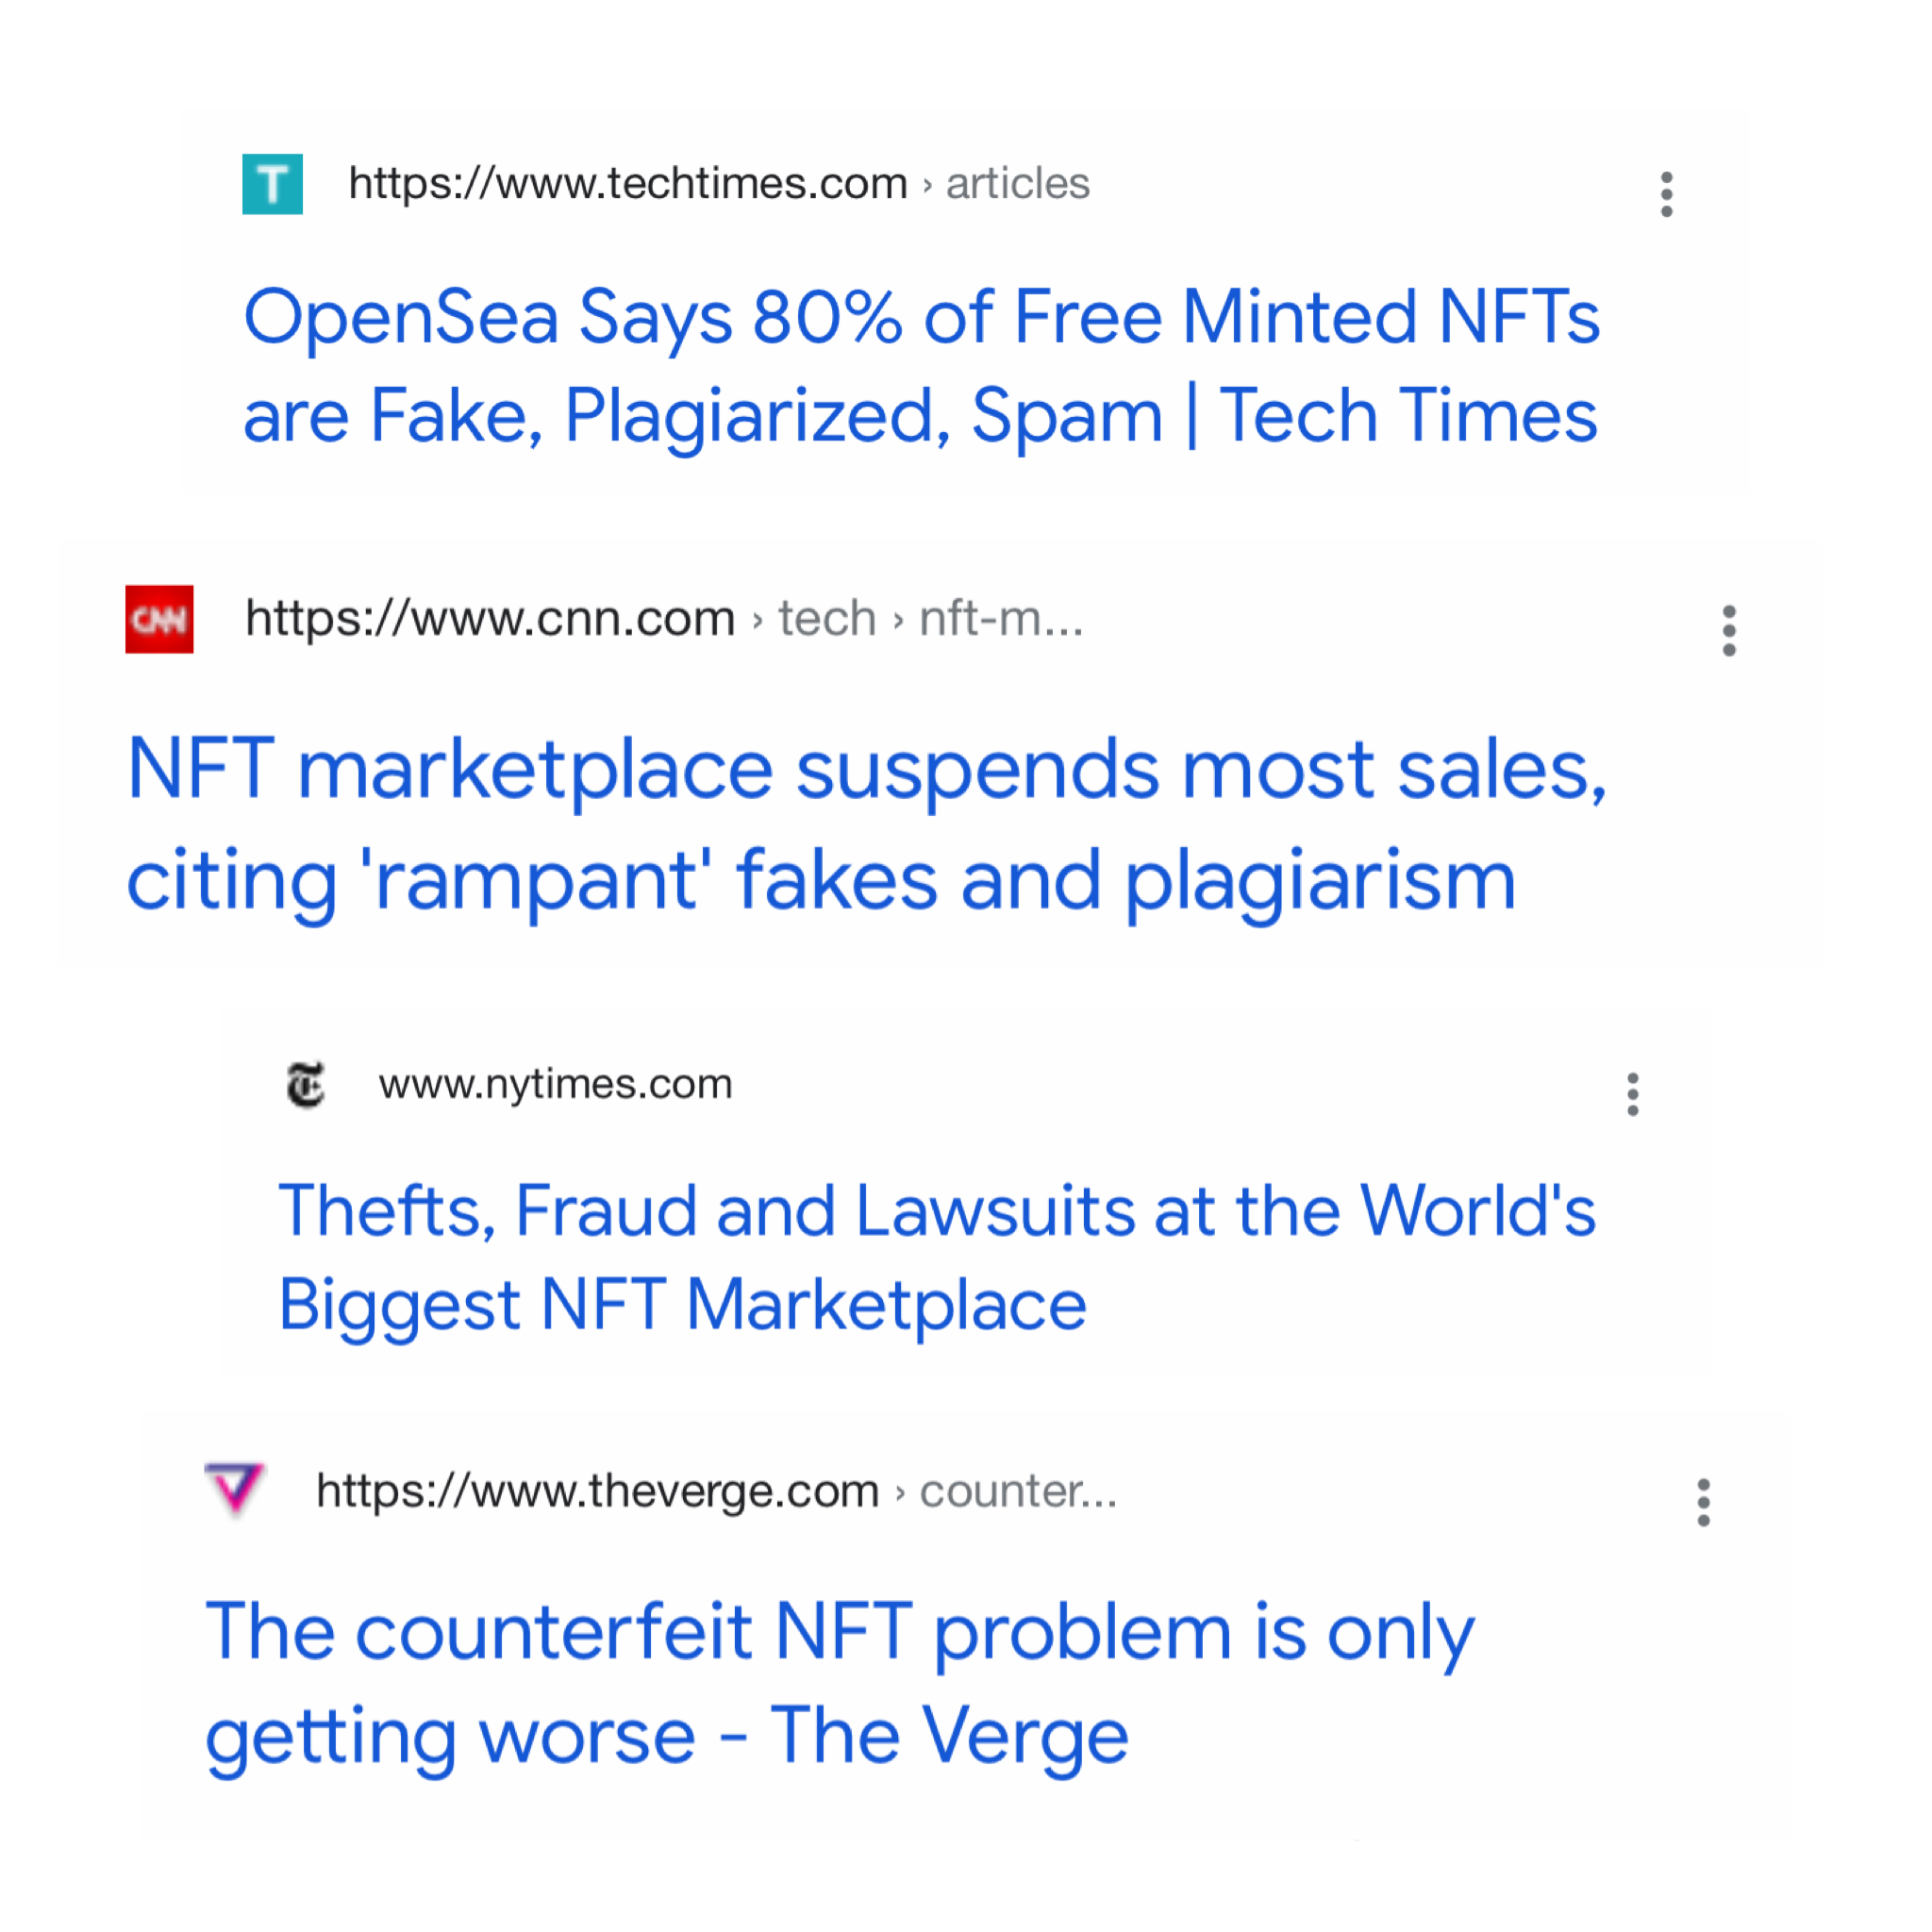 T
https://www.techtimes.com › articles
OpenSea Says 80% of Free Minted NFTs
are Fake, Plagiarized, Spam | Tech Times
CNN
https://www.cnn.com › tech › nft-m...
NFT marketplace suspends most sales,
citing 'rampant' fakes and plagiarism
T
www.nytimes.com
Thefts, Fraud and Lawsuits at the World's
Biggest NFT Marketplace
https://www.theverge.com › counter...
The counterfeit NFT problem is only
getting worse - The Verge